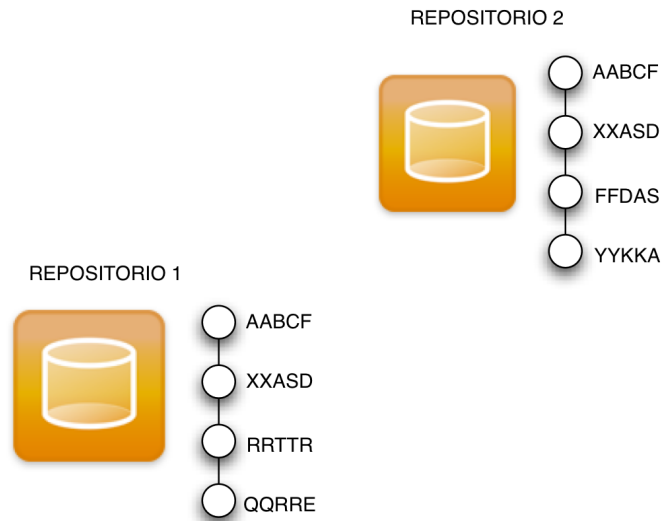 REPOSITORIO 2
AABCF
XXASD
FFDAS
YYKKA
REPOSITORIO 1
AABCF
XXASD
RRTTR
QQRRE